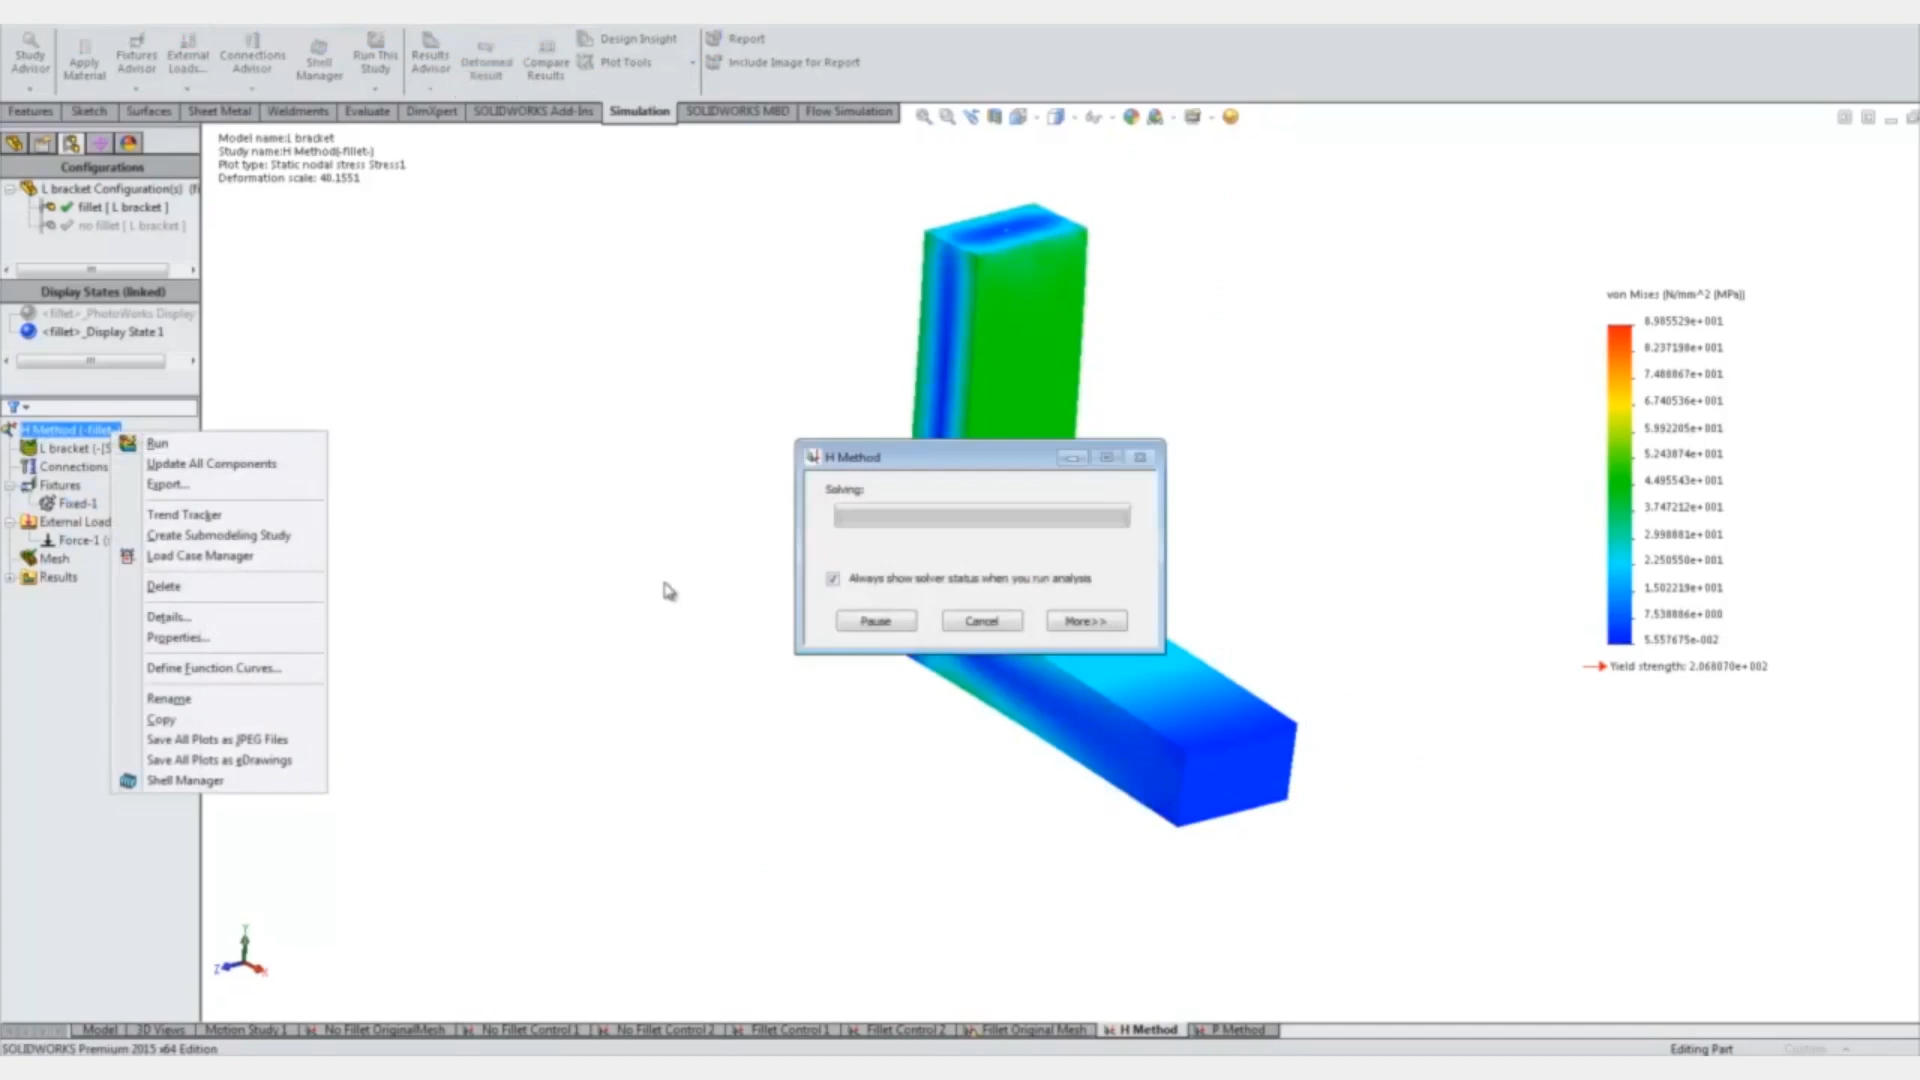 Study Advisor
Apply Material
Fixtures Advisor
External Loads...
Connections Advisor
Shell Manager
Run This Study
Results Advisor
Deformed Result
Compare Results
Design Insight
Plot Tools
Report
Include Image for Report
Features
Sketch
Surfaces
Sheet Metal
Weldments
Evaluate
DimXpert
SOLIDWORKS Add-Ins
Simulation
SOLIDWORKS MBD
Flow Simulation
Model name:L bracket
Study name:H Method(-fillet-)
Plot type: Static nodal stress Stress1
Deformation scale: 40.1551
Configurations
L bracket Configuration(s) (fi
fillet [ L bracket ]
no fillet [ L bracket ]
Display States (linked)
<fillet>_PhotoWorks Display
<fillet>_Display State 1
H Method (-fillet-)
L bracket (-[S
Connections
Fixtures
Fixed-1
External Load
Force-1 (:
Mesh
Results
Run
Update All Components
Export...
Trend Tracker
Create Submodeling Study
Load Case Manager
Delete
Details...
Properties...
Define Function Curves...
Rename
Copy
Save All Plots as JPEG Files
Save All Plots as eDrawings
Shell Manager
H Method
Solving:
Always show solver status when you run analysis
Pause
Cancel
More>>
von Mises (N/mm^2 (MPa))
8.985529e+001
8.237198e+001
7.488867e+001
6.740536e+001
5.992205e+001
5.243874e+001
4.495543e+001
3.747212e+001
2.998881e+001
2.250550e+001
1.502219e+001
7.538886e+000
5.557675e-002
Yield strength: 2.068070e+002
Y
Z
X
Model
3D Views
Motion Study 1
No Fillet OriginalMesh
No Fillet Control 1
No Fillet Control 2
Fillet Control 1
Fillet Control 2
Fillet Original Mesh
H Method
P Method
SOLIDWORKS Premium 2015 x64 Edition
Editing Part
Custom